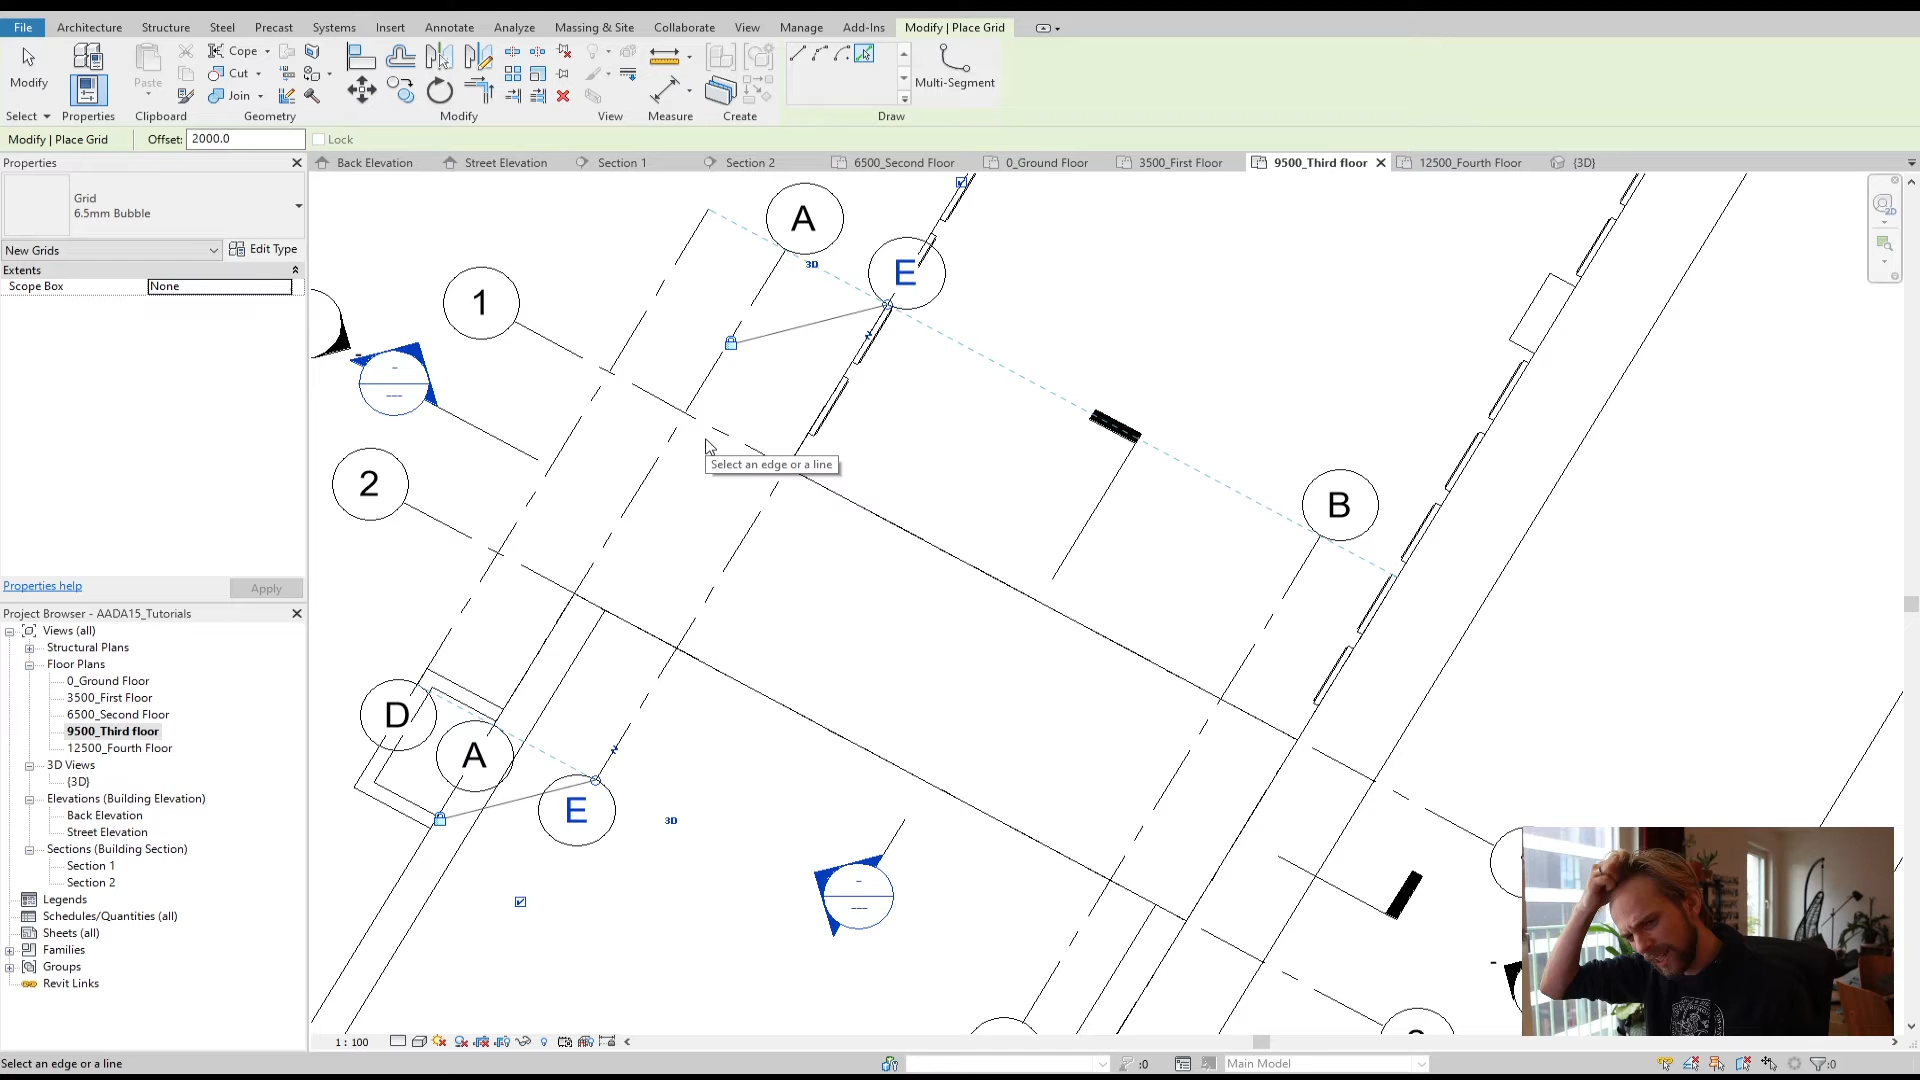 File Architecture Structure Steel Precast Systems Insert Annotate Analyze Massing & Site Collaborate View Manage Add-Ins Modify | Place Grid
Modify
Paste
Cope
Cut
Join
Multi-Segment
Select Properties Clipboard Geometry Modify View Measure Create Draw
Modify | Place Grid Offset: 2000.0 Lock
Properties
Back Elevation Street Elevation Section 1 Section 2 6500_Second Floor 0_Ground Floor 3500_First Floor 9500_Third floor 12500_Fourth Floor {3D}
Grid
6.5mm Bubble
New Grids Edit Type
Extents
Scope Box None
Properties help Apply
Project Browser - AADA15_Tutorials
Views (all)
Structural Plans
Floor Plans
0_Ground Floor
3500_First Floor
6500_Second Floor
9500_Third floor
12500_Fourth Floor
3D Views
{3D}
Elevations (Building Elevation)
Back Elevation
Street Elevation
Sections (Building Section)
Section 1
Section 2
Legends
Schedules/Quantities (all)
Sheets (all)
Families
Groups
Revit Links
A
3D
E
1
2
Select an edge or a line
B
D
A
E
3D
2D
1 : 100
Select an edge or a line
:0
Main Model
:0